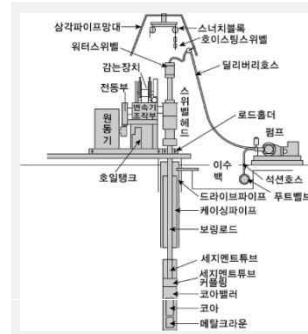 삼각파이프망대
스너치블록
호이스팅스위벨
워터스위벨
감는장치
딜리버리호스
전동부
스위벨헤드
변속기
조작부
원동기
로드홀더
펌프
이수백
호일탱크
석션호스
푸트벨브
드라이브파이프
케이싱파이프
보링로드
세지멘트튜브
세지멘트튜브
커플링
코아밸러
코아
메탈크라운